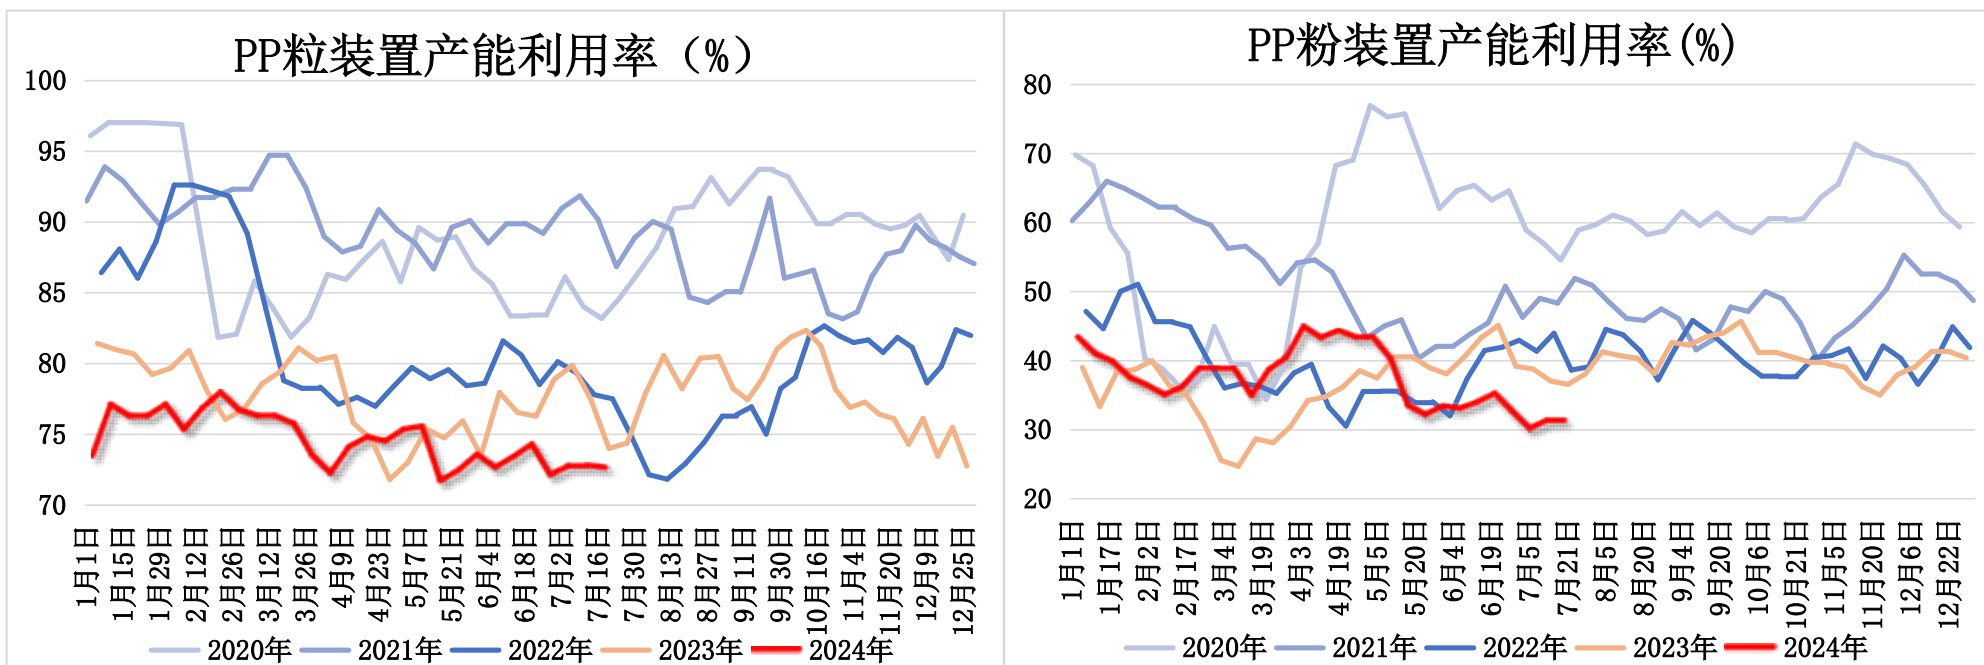 PP粒装置产能利用率（%）
100
95
90
85
80
75
70
1月1日
1月15日
1月29日
2月12日
2月26日
3月12日
3月26日
4月9日
4月23日
5月7日
5月21日
6月4日
6月18日
7月2日
7月16日
7月30日
8月13日
8月27日
9月11日
9月30日
10月16日
11月4日
11月20日
12月9日
12月25日
2020年 2021年 2022年 2023年 2024年
PP粉装置产能利用率(%)
80
70
60
50
40
30
20
1月1日
1月17日
2月2日
2月17日
3月4日
3月19日
4月3日
4月19日
5月5日
5月20日
6月4日
6月19日
7月5日
7月21日
8月5日
8月20日
9月4日
9月20日
10月6日
10月21日
11月5日
11月20日
12月6日
12月22日
2020年 2021年 2022年 2023年 2024年